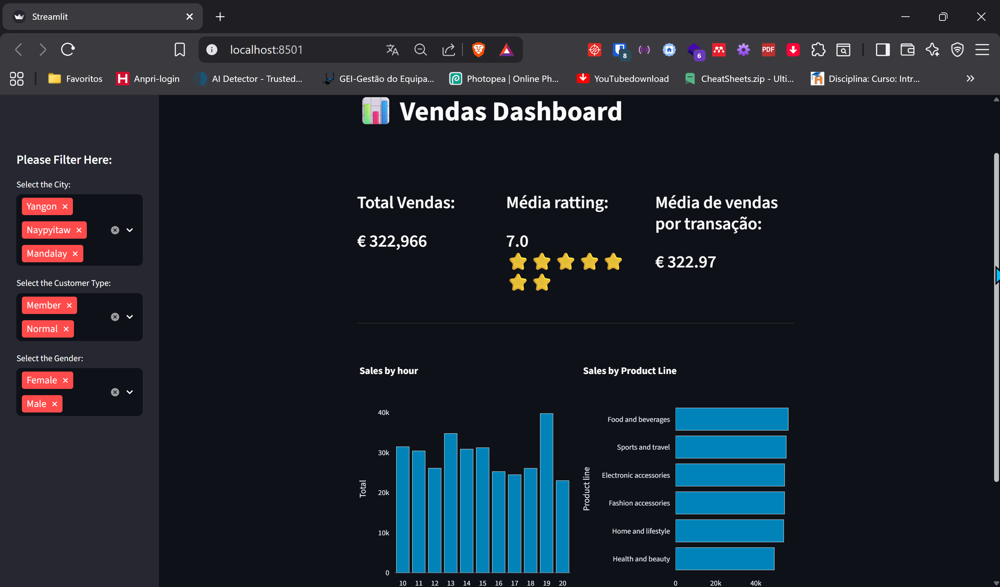 Streamlit
localhost:8501
8
6
PDF
Favoritos
Anpri-login
AI Detector - Trusted...
GEI-Gestão do Equipa...
Photopea | Online Ph...
YouTubedownload
CheatSheets.zip - Ulti...
Disciplina: Curso: Intr...
Please Filter Here:
Select the City:
Yangon
Naypyitaw
Mandalay
Select the Customer Type:
Member
Normal
Select the Gender:
Female
Male
Vendas Dashboard
Total Vendas:
€ 322,966
Média ratting:
7.0
Média de vendas
por transação:
€ 322.97
Sales by hour
Total
40k
30k
20k
10k
0
10 11 12 13 14 15 16 17 18 19 20
Sales by Product Line
Product line
Food and beverages
Sports and travel
Electronic accessories
Fashion accessories
Home and lifestyle
Health and beauty
0 20k 40k